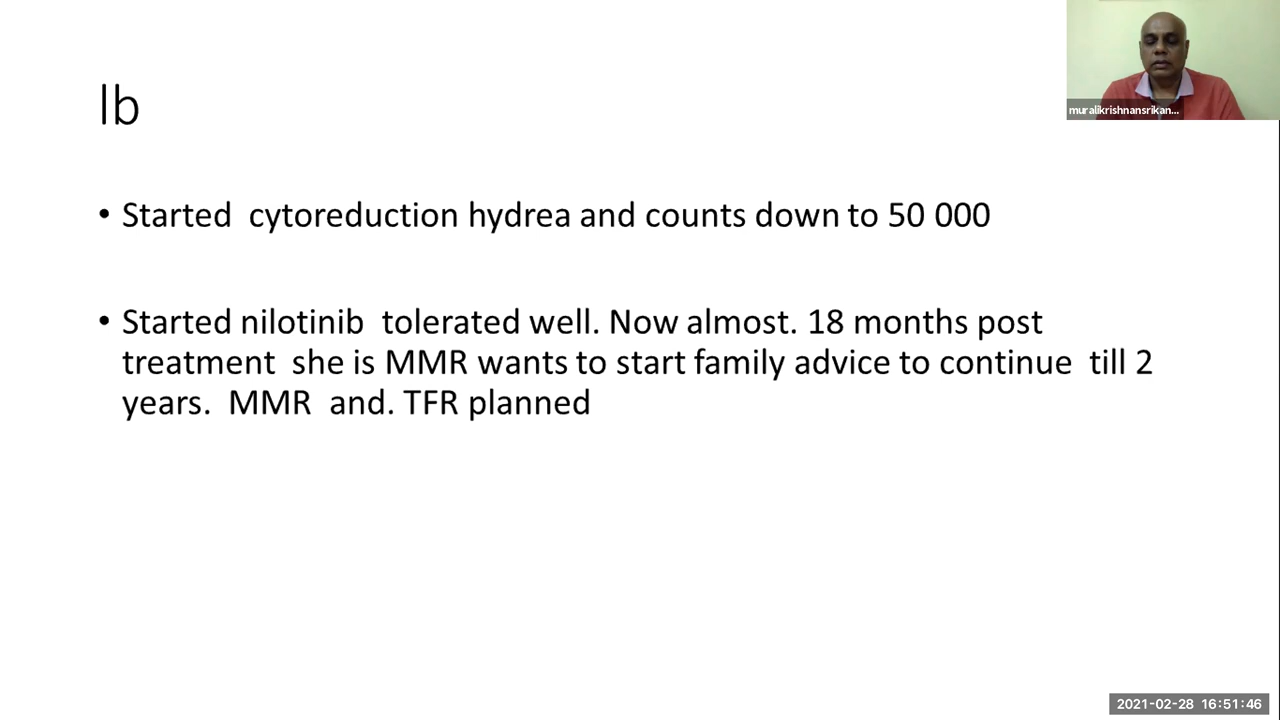 Ib
muralikrishnansrikan...
• Started cytoreduction hydrea and counts down to 50 000
• Started nilotinib tolerated well. Now almost. 18 months post
treatment she is MMR wants to start family advice to continue till 2
years. MMR and. TFR planned
2021-02-28 16:51:46